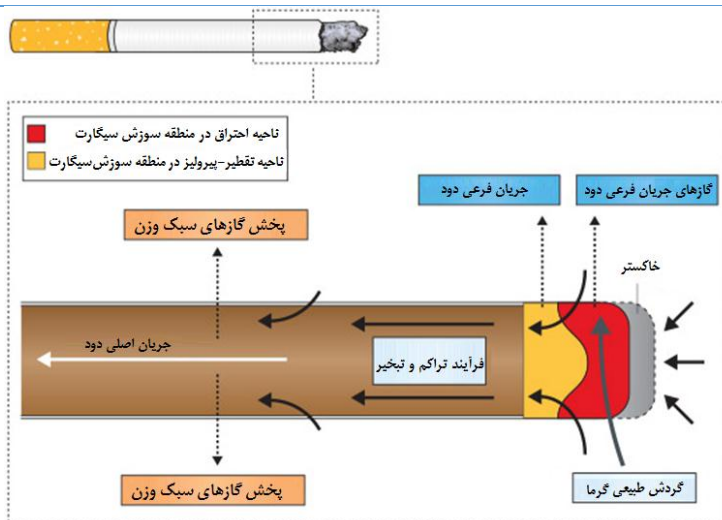 ناحیه احتراق در منطقه سوزش سیگارت
ناحیه تقطیر-پیرولیز در منطقه سوزش سیگارت
جریان فرعی دود
گازهای جریان فرعی دود
پخش گازهای سبک وزن
خاکستر
جریان اصلی دود
فرآیند تراکم و تبخیر
پخش گازهای سبک وزن
گردش طبیعی گرما